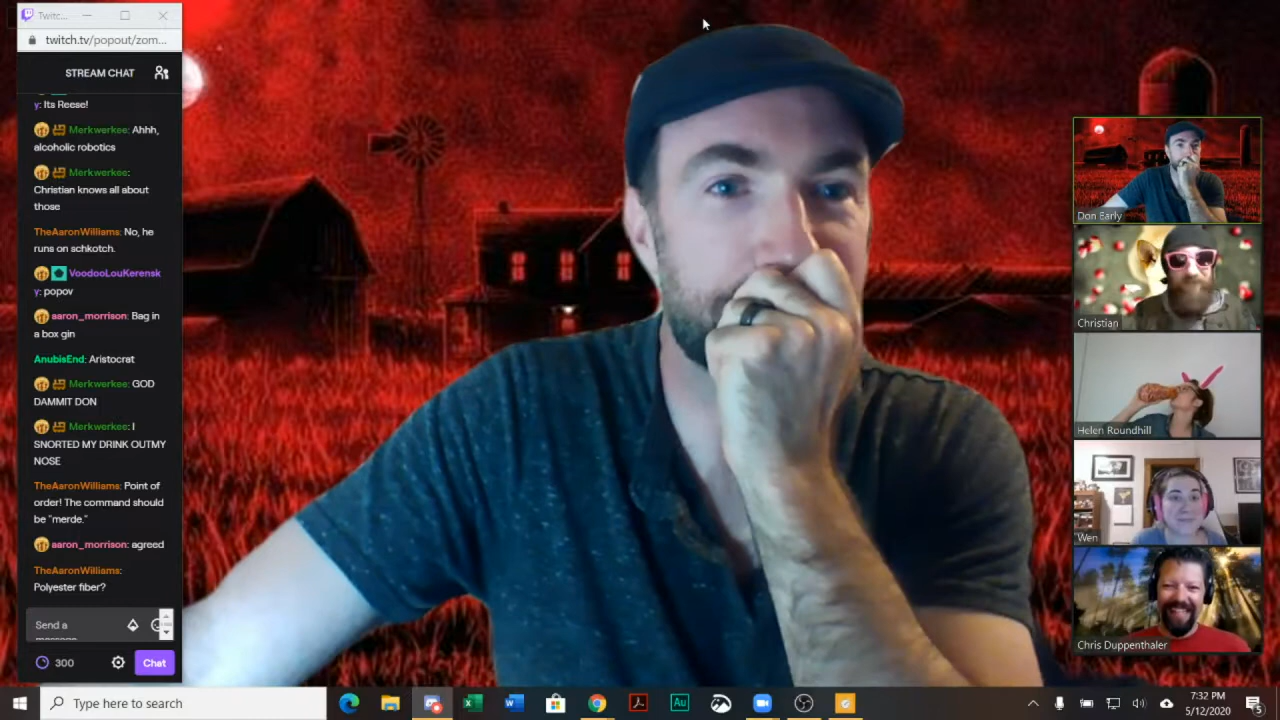 Twitc...
twitch.tv/popout/zom...
STREAM CHAT
y: Its Reese!
Merkwerkee: Ahhh,
alcoholic robotics
Merkwerkee:
Christian knows all about
those
TheAaronWilliams: No, he
runs on schkotch.
VoodooLouKerensk
y: popov
aaron_morrison: Bag in
a box gin
AnubisEnd: Aristocrat
Merkwerkee: GOD
DAMMIT DON
Merkwerkee: I
SNORTED MY DRINK OUTMY
NOSE
TheAaronWilliams: Point of
order! The command should
be "merde."
aaron_morrison: agreed
TheAaronWilliams:
Polyester fiber?
Send a
300
Chat
Don Early
Christian
Helen Roundhill
Wen
Chris Duppenthaler
Type here to search
Au
7:32 PM
5/12/2020
5